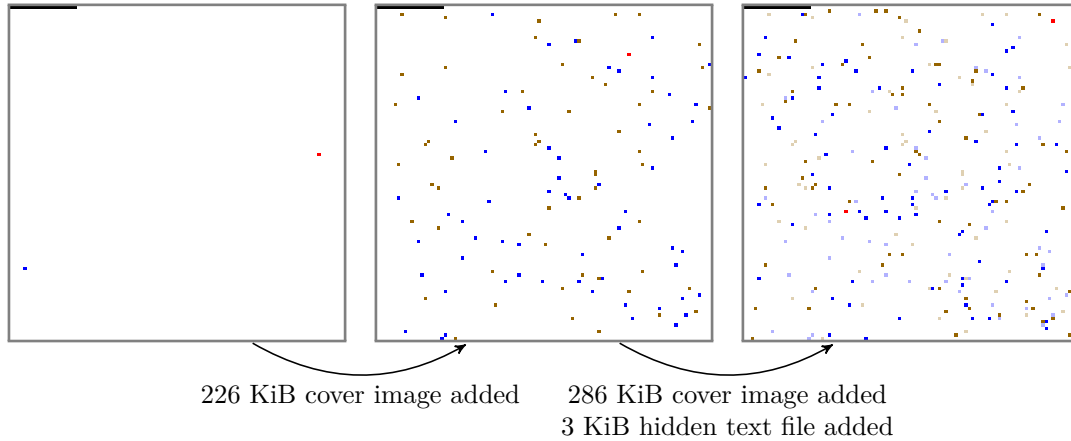 226 KiB cover image added
286 KiB cover image added
3 KiB hidden text file added